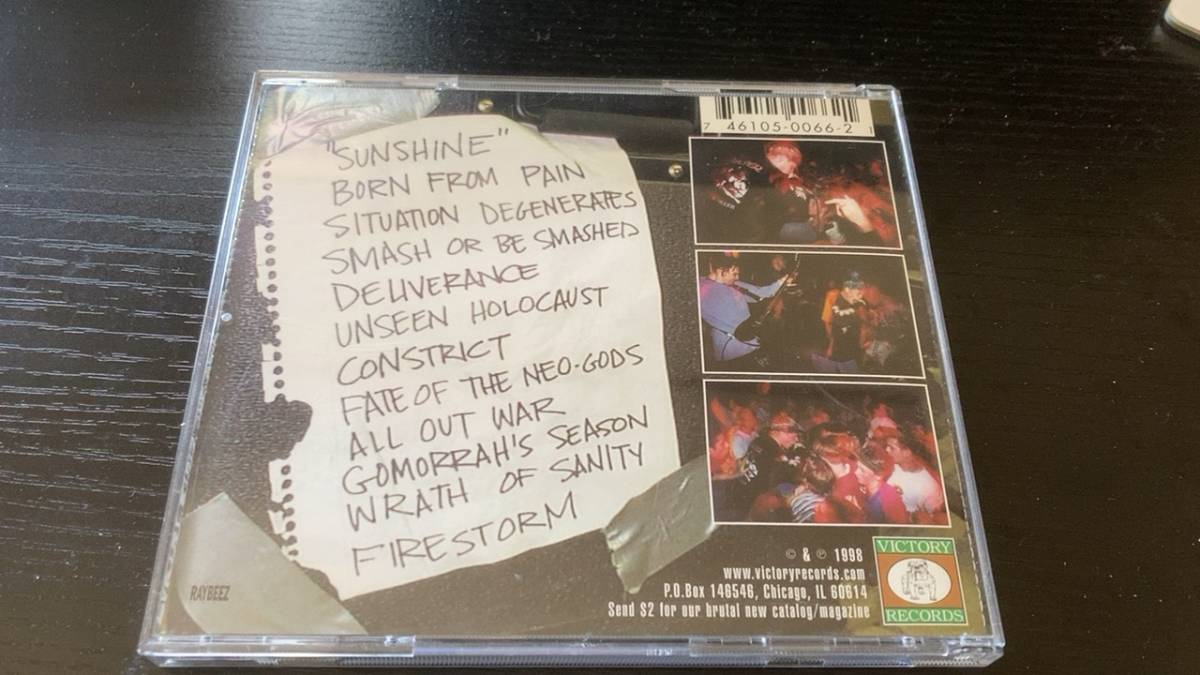 "SUNSHINE"
BORN FROM PAIN
SITUATION DEGENERATES
SMASH OR BE SMASHED
DELIVERANCE
UNSEEN HOLOCAUST
CONSTRICT
FATE OF THE NEO-GODS
ALL OUT WAR
GOMORRAH'S SEASON
WRATH OF SANITY
FIRESTORM
RAYBEEZ
7 46105-0066-2 1
© & ℗ 1998
www.victoryrecords.com
P.O.Box 146546, Chicago, IL 60614
Send $2 for our brutal new catalog/magazine
VICTORY
RECORDS